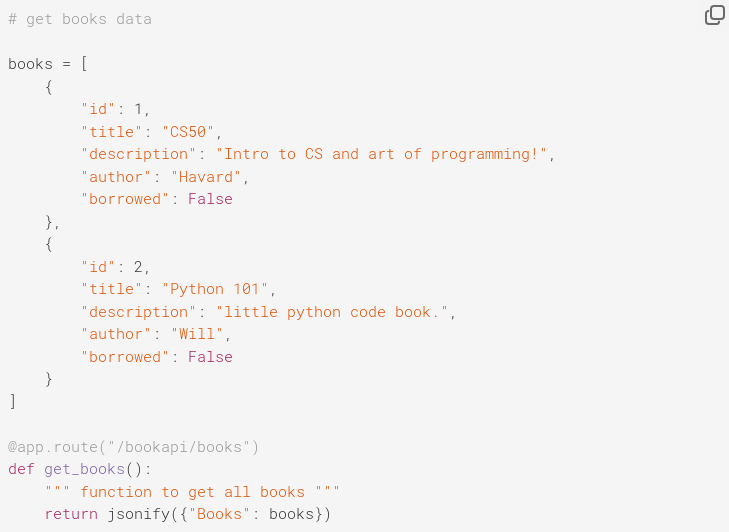 # get books data
books = [
    {
        "id": 1,
        "title": "CS50",
        "description": "Intro to CS and art of programming!",
        "author": "Havard",
        "borrowed": False
    },
    {
        "id": 2,
        "title": "Python 101",
        "description": "little python code book.",
        "author": "Will",
        "borrowed": False
    }
]
@app.route("/bookapi/books")
def get_books():
    """ function to get all books """
    return jsonify({"Books": books})